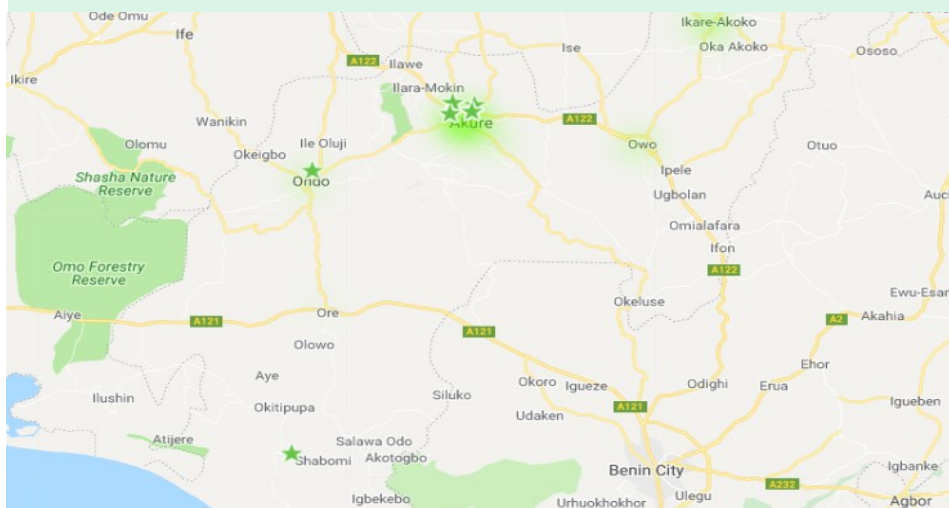 Ode Omu
Ife
Ikare-Akoko
Oka Akoko
Ososo
Ise
A122
Ilawe
Ikire
Ilara-Mokin
Wanikin
A122
Akure
Olomu
Okeigbo
Ile Oluji
Owo
Otuo
Shasha Nature
Reserve
Ondo
Ipele
Ugbolan
Auc
Omialafara
Ifon
Omo Forestry
Reserve
A122
Ewu-Esan
Okeluse
Aiye
A121
Ore
A121
A2
Akahia
Olowo
Ehor
Aye
Okoro
Igueze
Odighi
Erua
Ilushin
Okitipupa
Siluko
A121
Igueben
Udaken
Atijere
Salawa Odo
Shabomi
Akotogbo
Benin City
Igbanke
A232
Igbekebo
Urhuokhokhor
Ulegu
Agbor